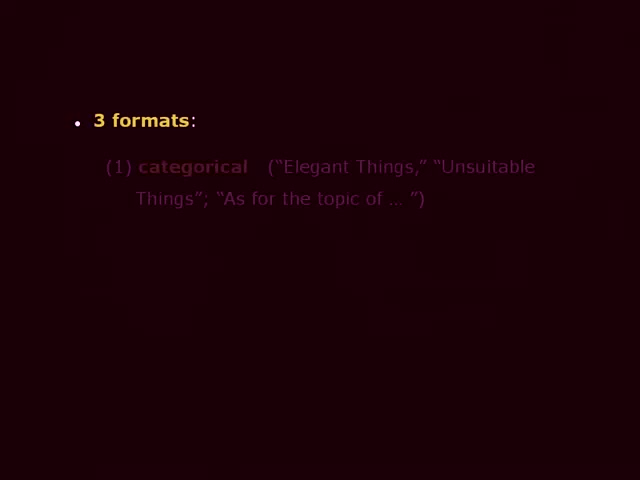 • 3 formats:
(1) categorical (“Elegant Things,” “Unsuitable
Things”; “As for the topic of … ”)